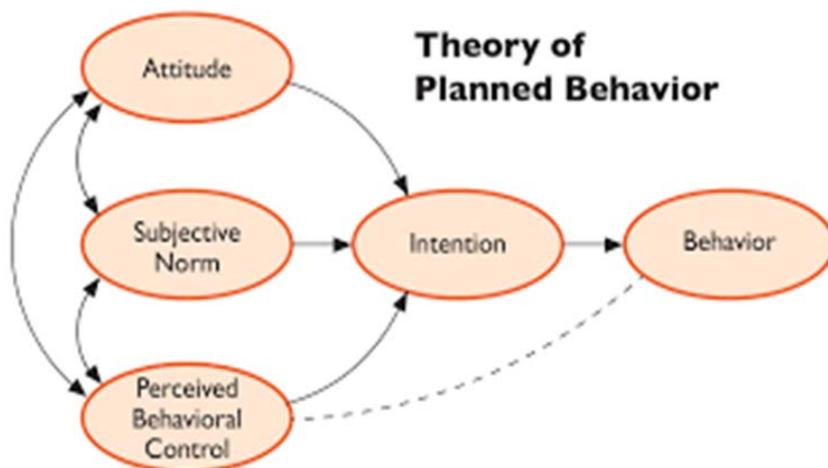 Theory of
Planned Behavior
Attitude
Subjective
Norm
Intention
Behavior
Perceived
Behavioral
Control